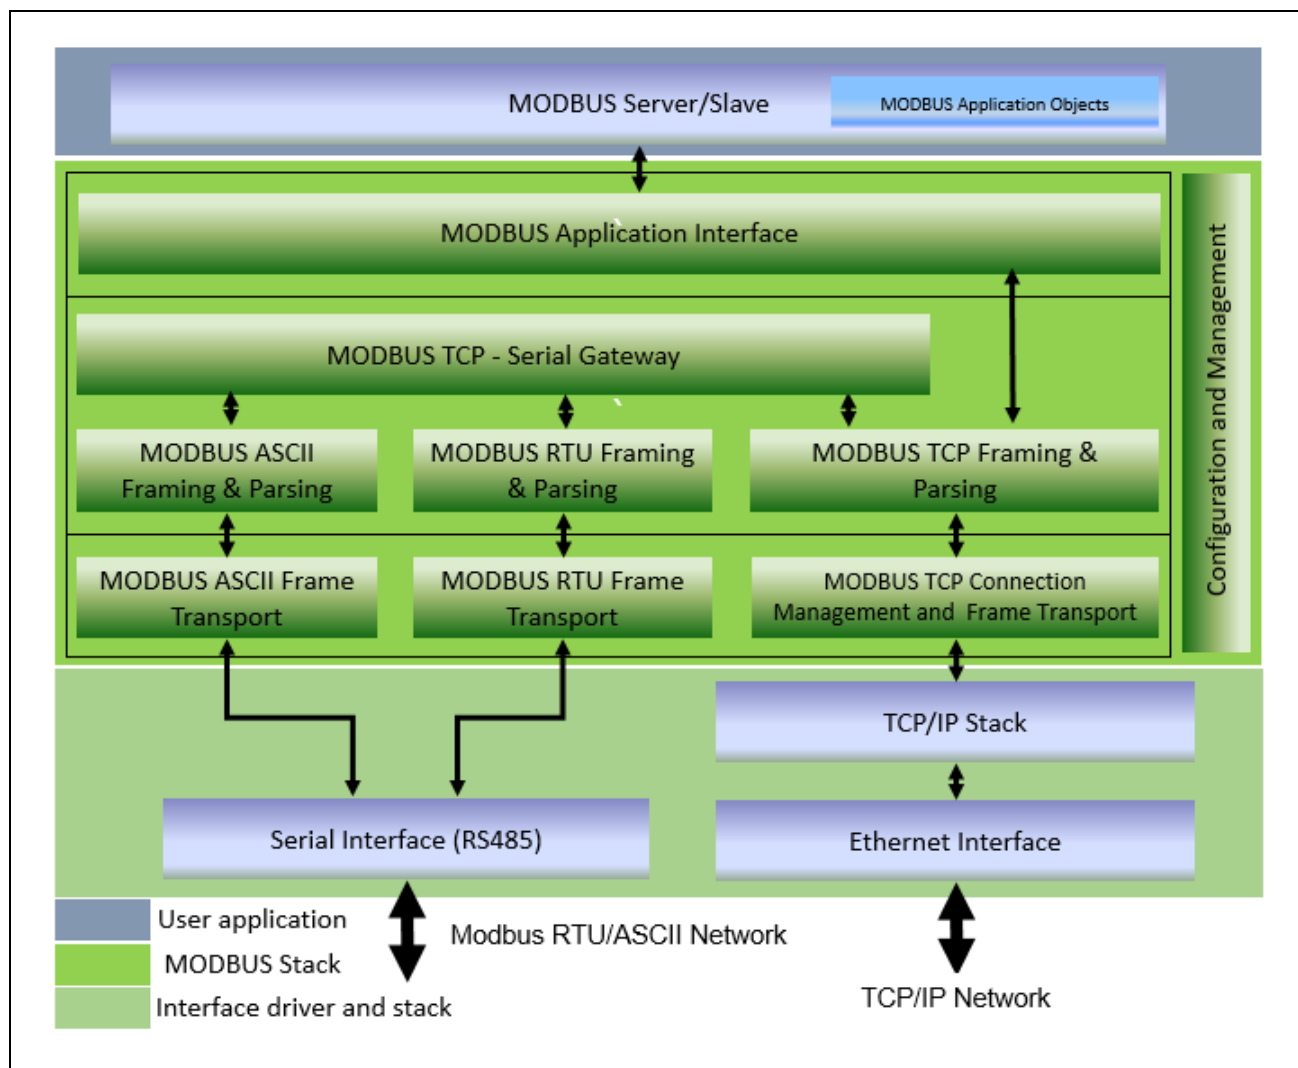 MODBUS Server/Slave
MODBUS Application Objects
MODBUS Application Interface
Configuration and Management
MODBUS TCP - Serial Gateway
MODBUS ASCII
Framing & Parsing
MODBUS RTU Framing
& Parsing
MODBUS TCP Framing &
Parsing
MODBUS ASCII Frame
Transport
MODBUS RTU Frame
Transport
MODBUS TCP Connection
Management and Frame Transport
TCP/IP Stack
Serial Interface (RS485)
Ethernet Interface
User application
Modbus RTU/ASCII Network
MODBUS Stack
TCP/IP Network
Interface driver and stack